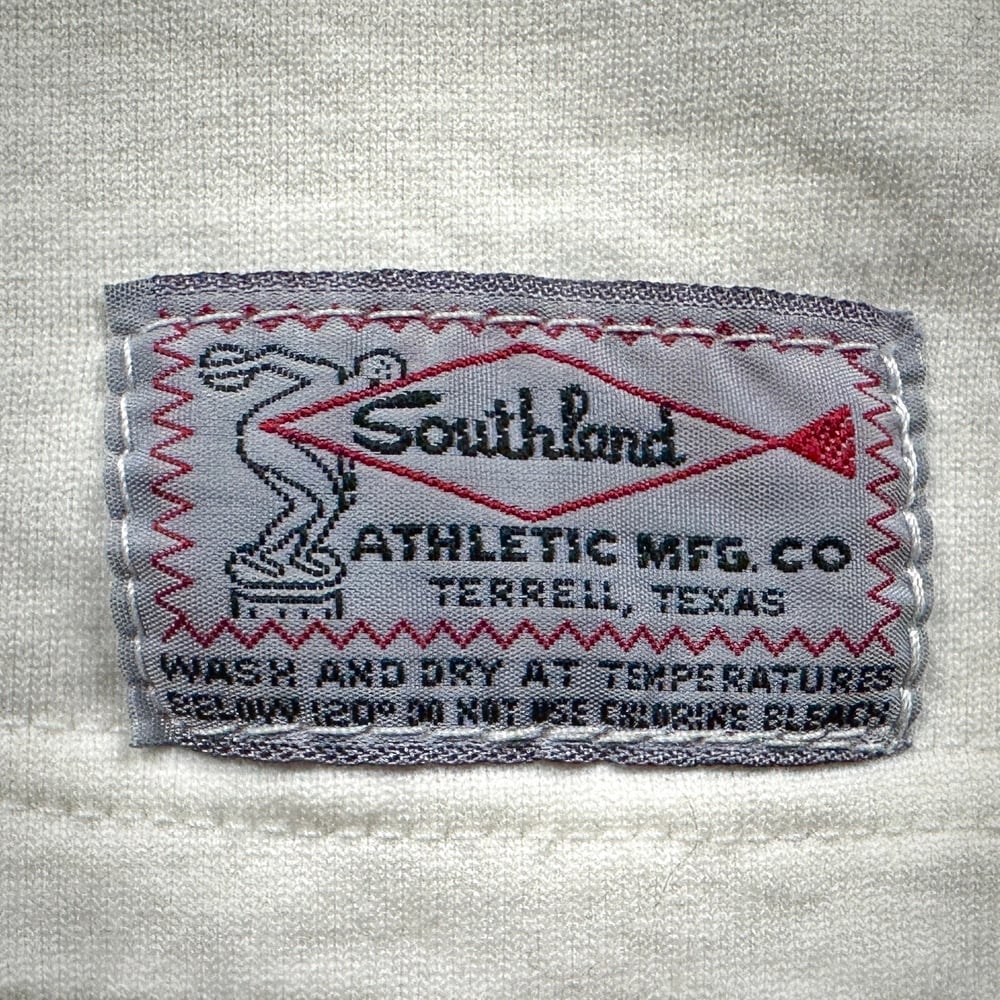 Southland
ATHLETIC MFG. CO
TERRELL, TEXAS
WASH AND DRY AT TEMPERATURES
BELOW 120° DO NOT USE CHLORINE BLEACH